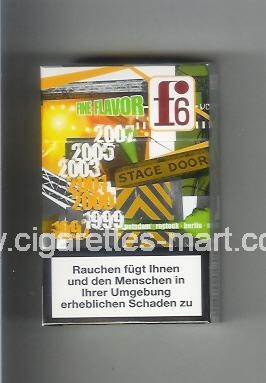 FINE FLAVOR
f6
2007
2005
2003
2001
2000
1999
1997
STAGE DOOR
potsdam · rostock · berlin ·
www.cigarettes-mart.com
Rauchen fügt Ihnen
und den Menschen in
Ihrer Umgebung
erheblichen Schaden zu